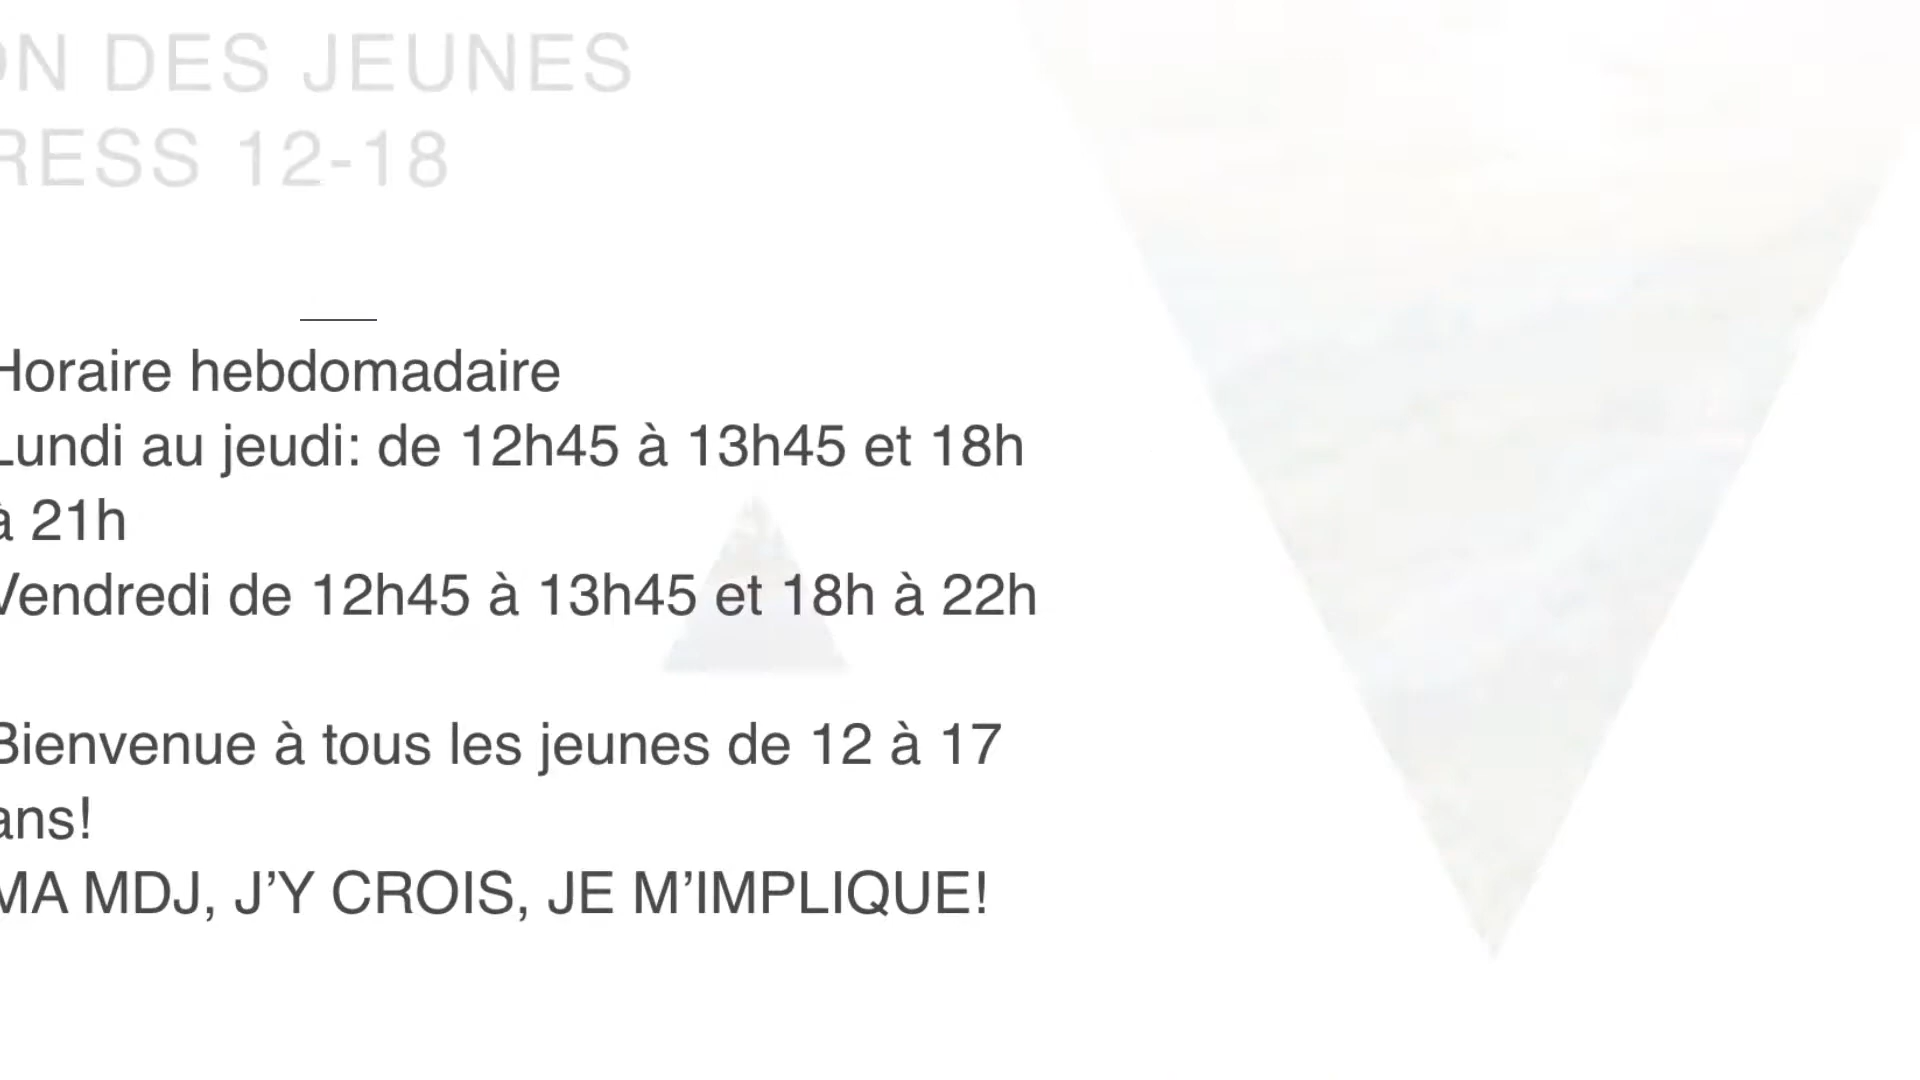 ON DES JEUNES
RESS 12-18
Horaire hebdomadaire
Lundi au jeudi: de 12h45 à 13h45 et 18h
à 21h
Vendredi de 12h45 à 13h45 et 18h à 22h
Bienvenue à tous les jeunes de 12 à 17
ans!
MA MDJ, J’Y CROIS, JE M’IMPLIQUE!